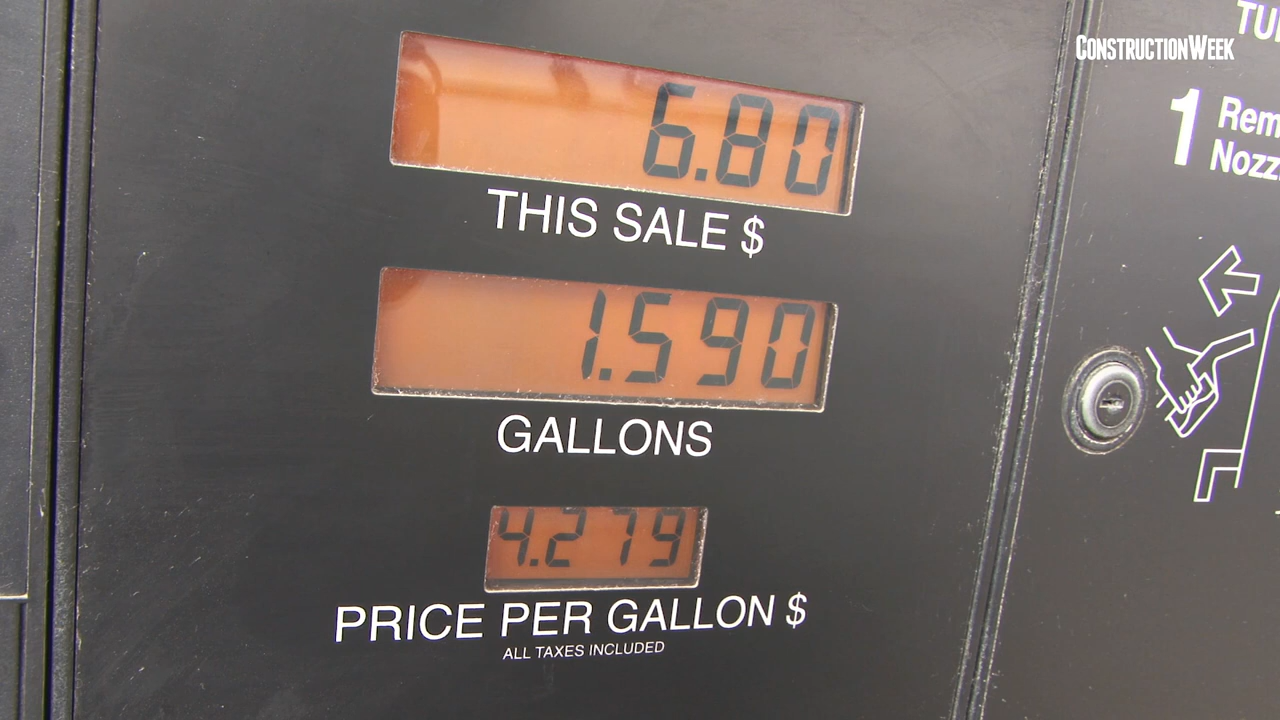 CONSTRUCTIONWEEK
6.80
THIS SALE $
1.590
GALLONS
4.279
PRICE PER GALLON $
ALL TAXES INCLUDED
1